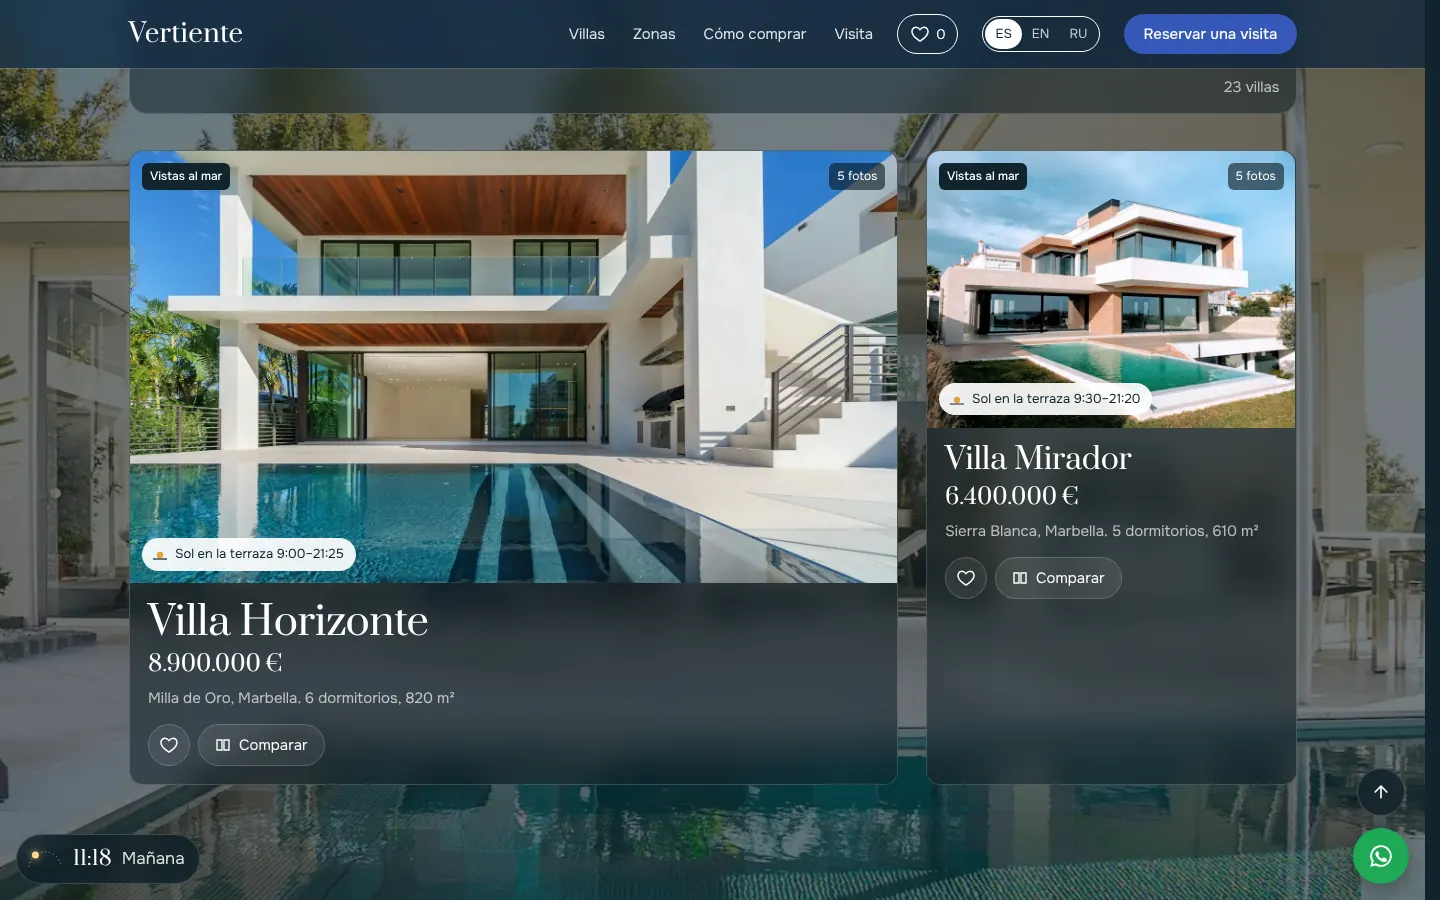 Vertiente
Villas
Zonas
Cómo comprar
Visita
0
ES
EN
RU
Reservar una visita
23 villas
Vistas al mar
5 fotos
Sol en la terraza 9:00–21:25
Villa Horizonte
8.900.000 €
Milla de Oro, Marbella. 6 dormitorios, 820 m²
Comparar
Vistas al mar
5 fotos
Sol en la terraza 9:30–21:20
Villa Mirador
6.400.000 €
Sierra Blanca, Marbella. 5 dormitorios, 610 m²
Comparar
11:18 Mañana